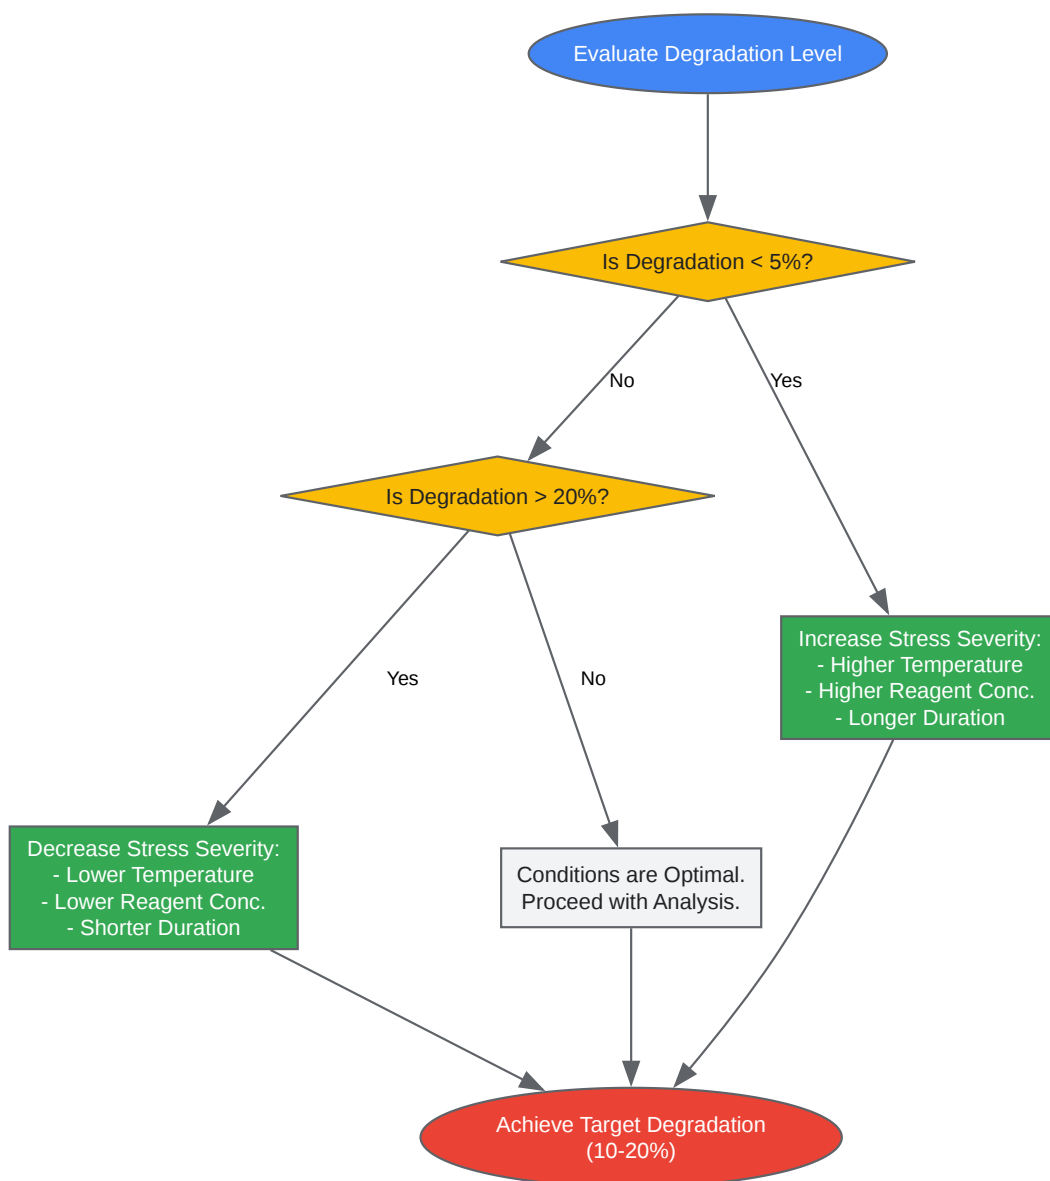 Evaluate Degradation Level
Is Degradation < 5%?
No
Yes
Is Degradation > 20%?
Increase Stress Severity:
- Higher Temperature
- Higher Reagent Conc.
- Longer Duration
Yes
No
Decrease Stress Severity:
- Lower Temperature
- Lower Reagent Conc.
- Shorter Duration
Conditions are Optimal.
Proceed with Analysis.
Achieve Target Degradation
(10-20%)